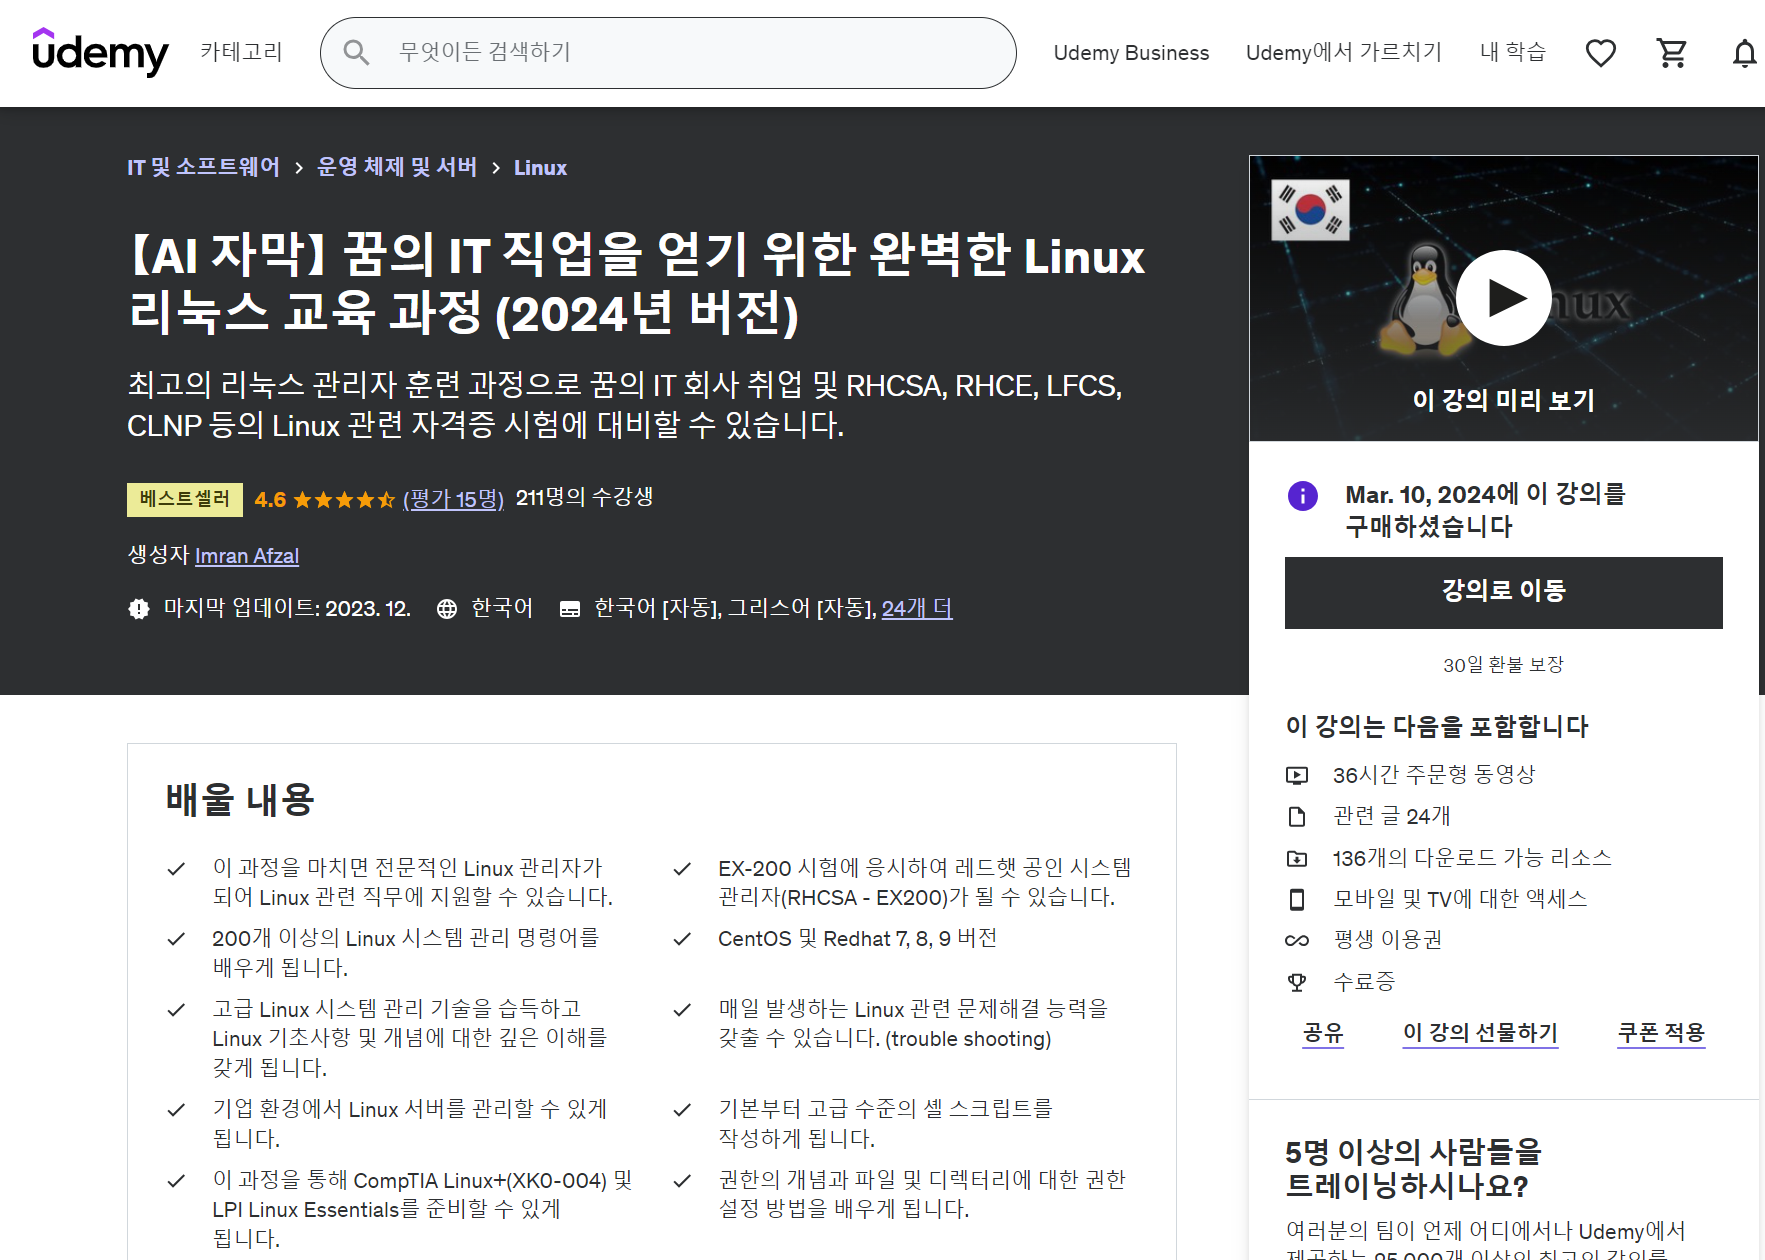 udemy
카테고리
무엇이든 검색하기
Udemy Business
Udemy에서 가르치기
내 학습
IT 및 소프트웨어 > 운영 체제 및 서버 > Linux
【AI 자막】 꿈의 IT 직업을 얻기 위한 완벽한 Linux
리눅스 교육 과정 (2024년 버전)
최고의 리눅스 관리자 훈련 과정으로 꿈의 IT 회사 취업 및 RHCSA, RHCE, LFCS,
CLNP 등의 Linux 관련 자격증 시험에 대비할 수 있습니다.
베스트셀러 4.6 (평가 15명) 211명의 수강생
생성자 Imran Afzal
마지막 업데이트: 2023. 12. 한국어 한국어 [자동], 그리스어 [자동], 24개 더
이 강의 미리 보기
Mar. 10, 2024에 이 강의를
구매하셨습니다
강의로 이동
30일 환불 보장
이 강의는 다음을 포함합니다
36시간 주문형 동영상
관련 글 24개
136개의 다운로드 가능 리소스
모바일 및 TV에 대한 액세스
평생 이용권
수료증
공유
이 강의 선물하기
쿠폰 적용
5명 이상의 사람들을
트레이닝하시나요?
여러분의 팀이 언제 어디에서나 Udemy에서
제공하는 25,000개 이상의 최고의 강의를
배울 내용
이 과정을 마치면 전문적인 Linux 관리자가
되어 Linux 관련 직무에 지원할 수 있습니다.
EX-200 시험에 응시하여 레드햇 공인 시스템
관리자(RHCSA - EX200)가 될 수 있습니다.
200개 이상의 Linux 시스템 관리 명령어를
배우게 됩니다.
CentOS 및 Redhat 7, 8, 9 버전
고급 Linux 시스템 관리 기술을 습득하고
Linux 기초사항 및 개념에 대한 깊은 이해를
갖게 됩니다.
매일 발생하는 Linux 관련 문제해결 능력을
갖출 수 있습니다. (trouble shooting)
기업 환경에서 Linux 서버를 관리할 수 있게
됩니다.
기본부터 고급 수준의 셸 스크립트를
작성하게 됩니다.
이 과정을 통해 CompTIA Linux+(XK0-004) 및
LPI Linux Essentials를 준비할 수 있게
됩니다.
권한의 개념과 파일 및 디렉터리에 대한 권한
설정 방법을 배우게 됩니다.